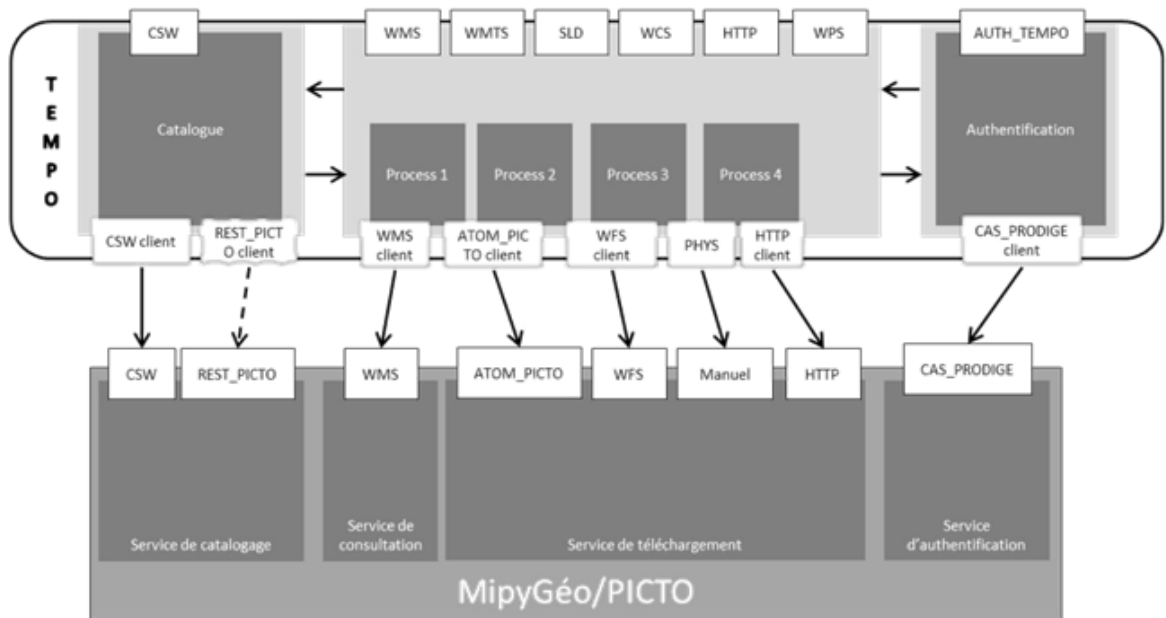 CSW
WMS
WMTS
SLD
WCS
HTTP
WPS
AUTH_TEMPO
TEMPO
Catalogue
Process 1
Process 2
Process 3
Process 4
Authentification
CSW client
REST_PICT
O client
WMS
client
ATOM_PIC
TO client
WFS
client
PHYS
HTTP
client
CAS_PRODIGE
client
CSW
REST_PICTO
WMS
ATOM_PICTO
WFS
Manuel
HTTP
CAS_PRODIGE
Service de catalogage
Service de
consultation
Service de téléchargement
Service
d'authentification
MipyGéo/PICTO